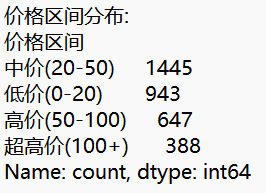 价格区间分布:
价格区间
中价(20-50)      1445
低价(0-20)        943
高价(50-100)      647
超高价(100+)       388
Name: count, dtype: int64